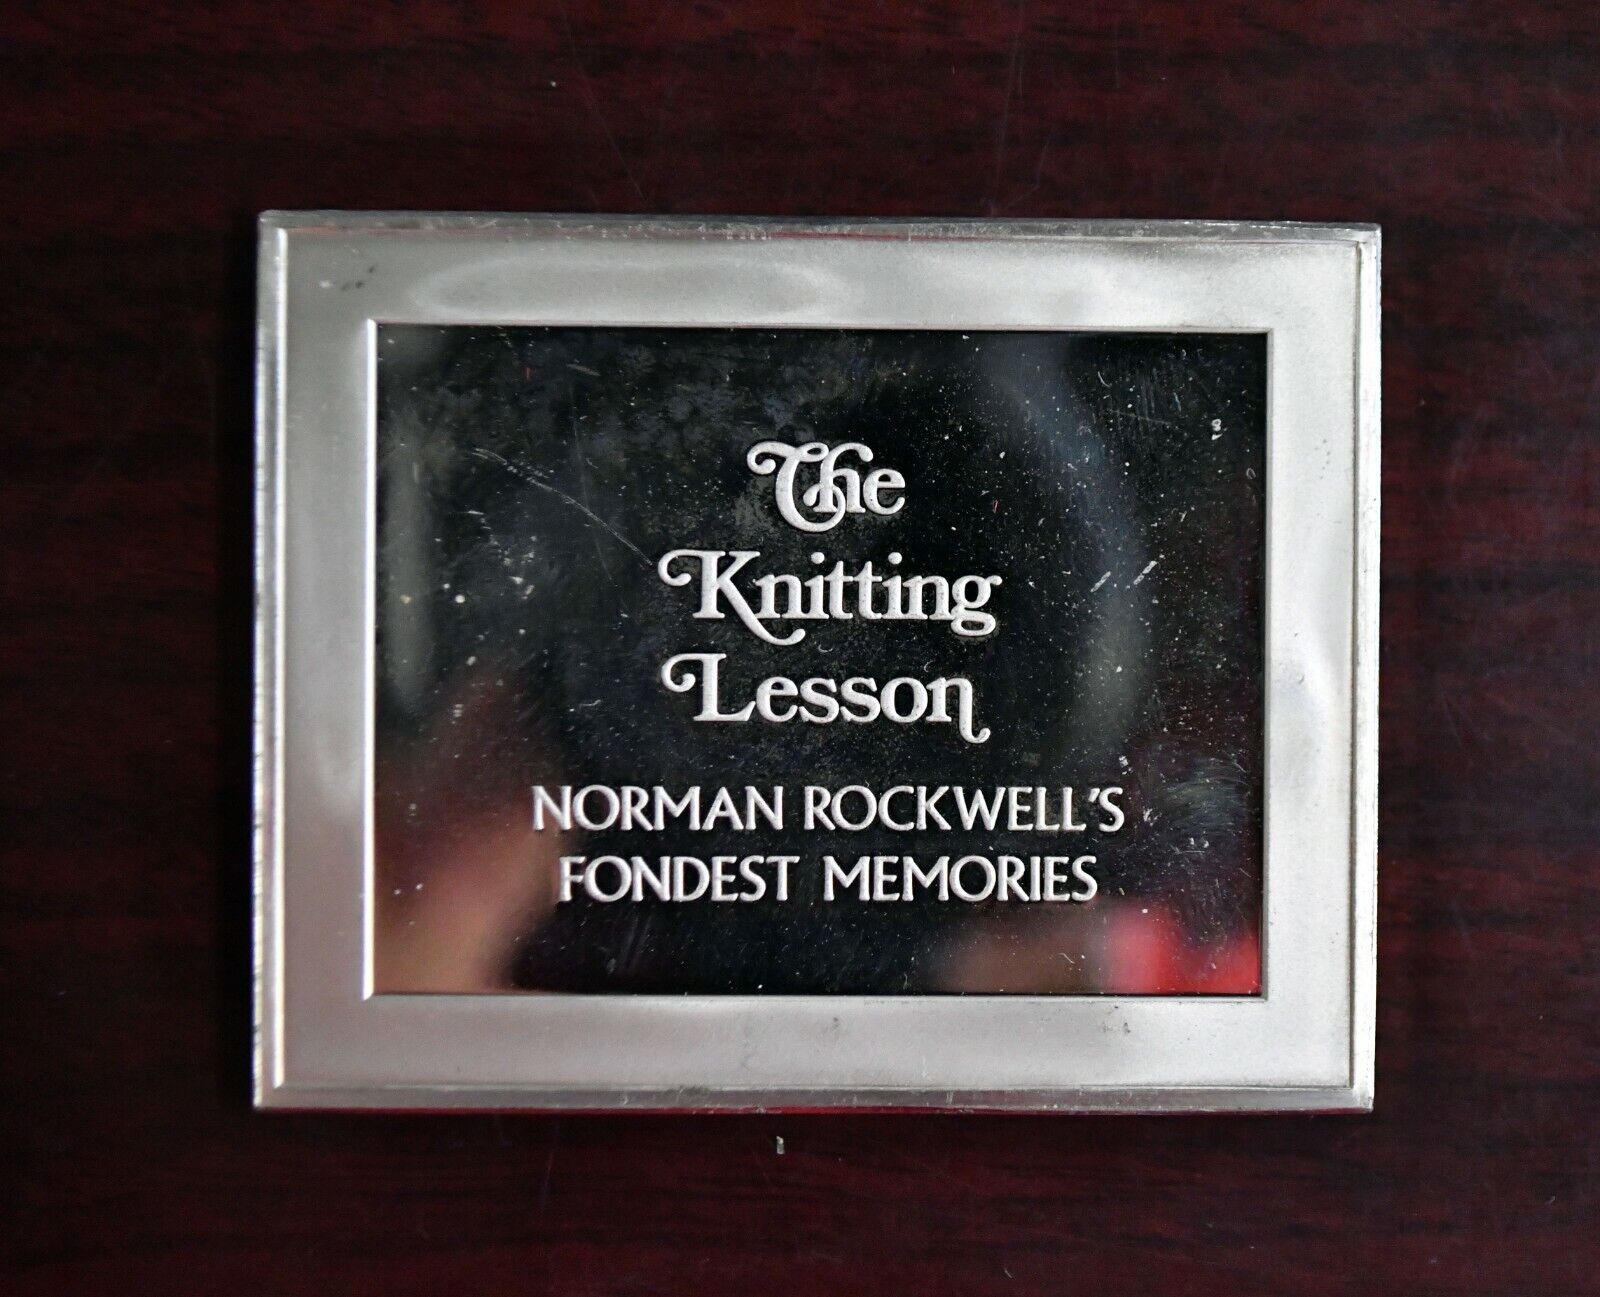 The
Knitting
Lesson
NORMAN ROCKWELL'S
FONDEST MEMORIES